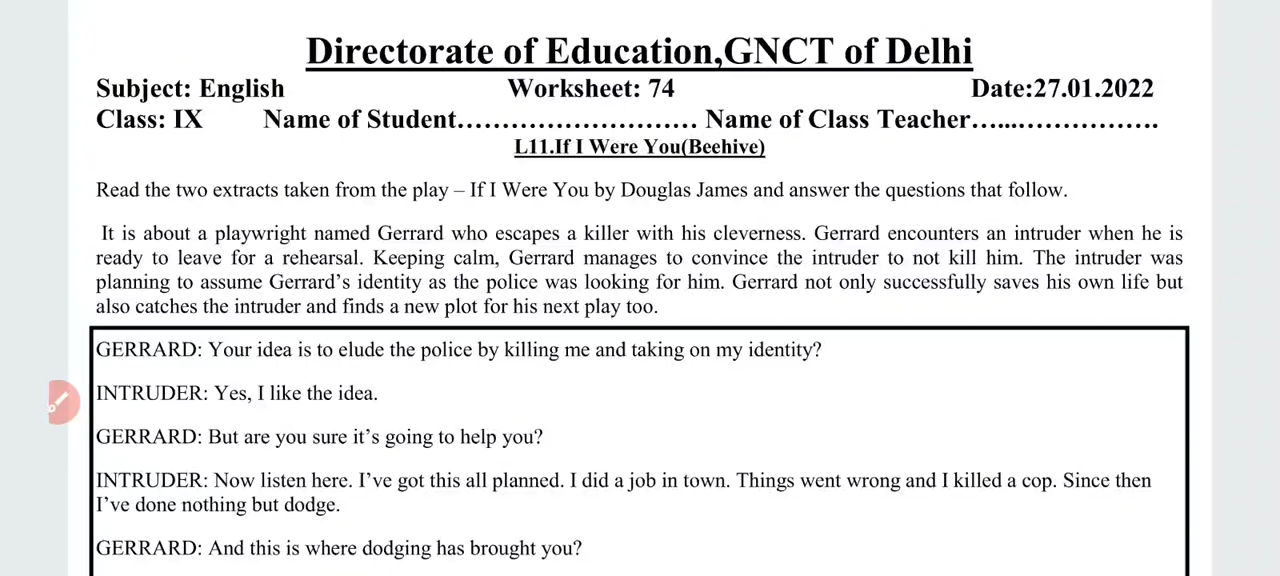 Directorate of Education,GNCT of Delhi
Subject: English Worksheet: 74 Date:27.01.2022
Class: IX Name of Student……………………… Name of Class Teacher…...…………….
L11.If I Were You(Beehive)
Read the two extracts taken from the play – If I Were You by Douglas James and answer the questions that follow.
It is about a playwright named Gerrard who escapes a killer with his cleverness. Gerrard encounters an intruder when he is
ready to leave for a rehearsal. Keeping calm, Gerrard manages to convince the intruder to not kill him. The intruder was
planning to assume Gerrard’s identity as the police was looking for him. Gerrard not only successfully saves his own life but
also catches the intruder and finds a new plot for his next play too.
GERRARD: Your idea is to elude the police by killing me and taking on my identity?
INTRUDER: Yes, I like the idea.
GERRARD: But are you sure it’s going to help you?
INTRUDER: Now listen here. I’ve got this all planned. I did a job in town. Things went wrong and I killed a cop. Since then
I’ve done nothing but dodge.
GERRARD: And this is where dodging has brought you?